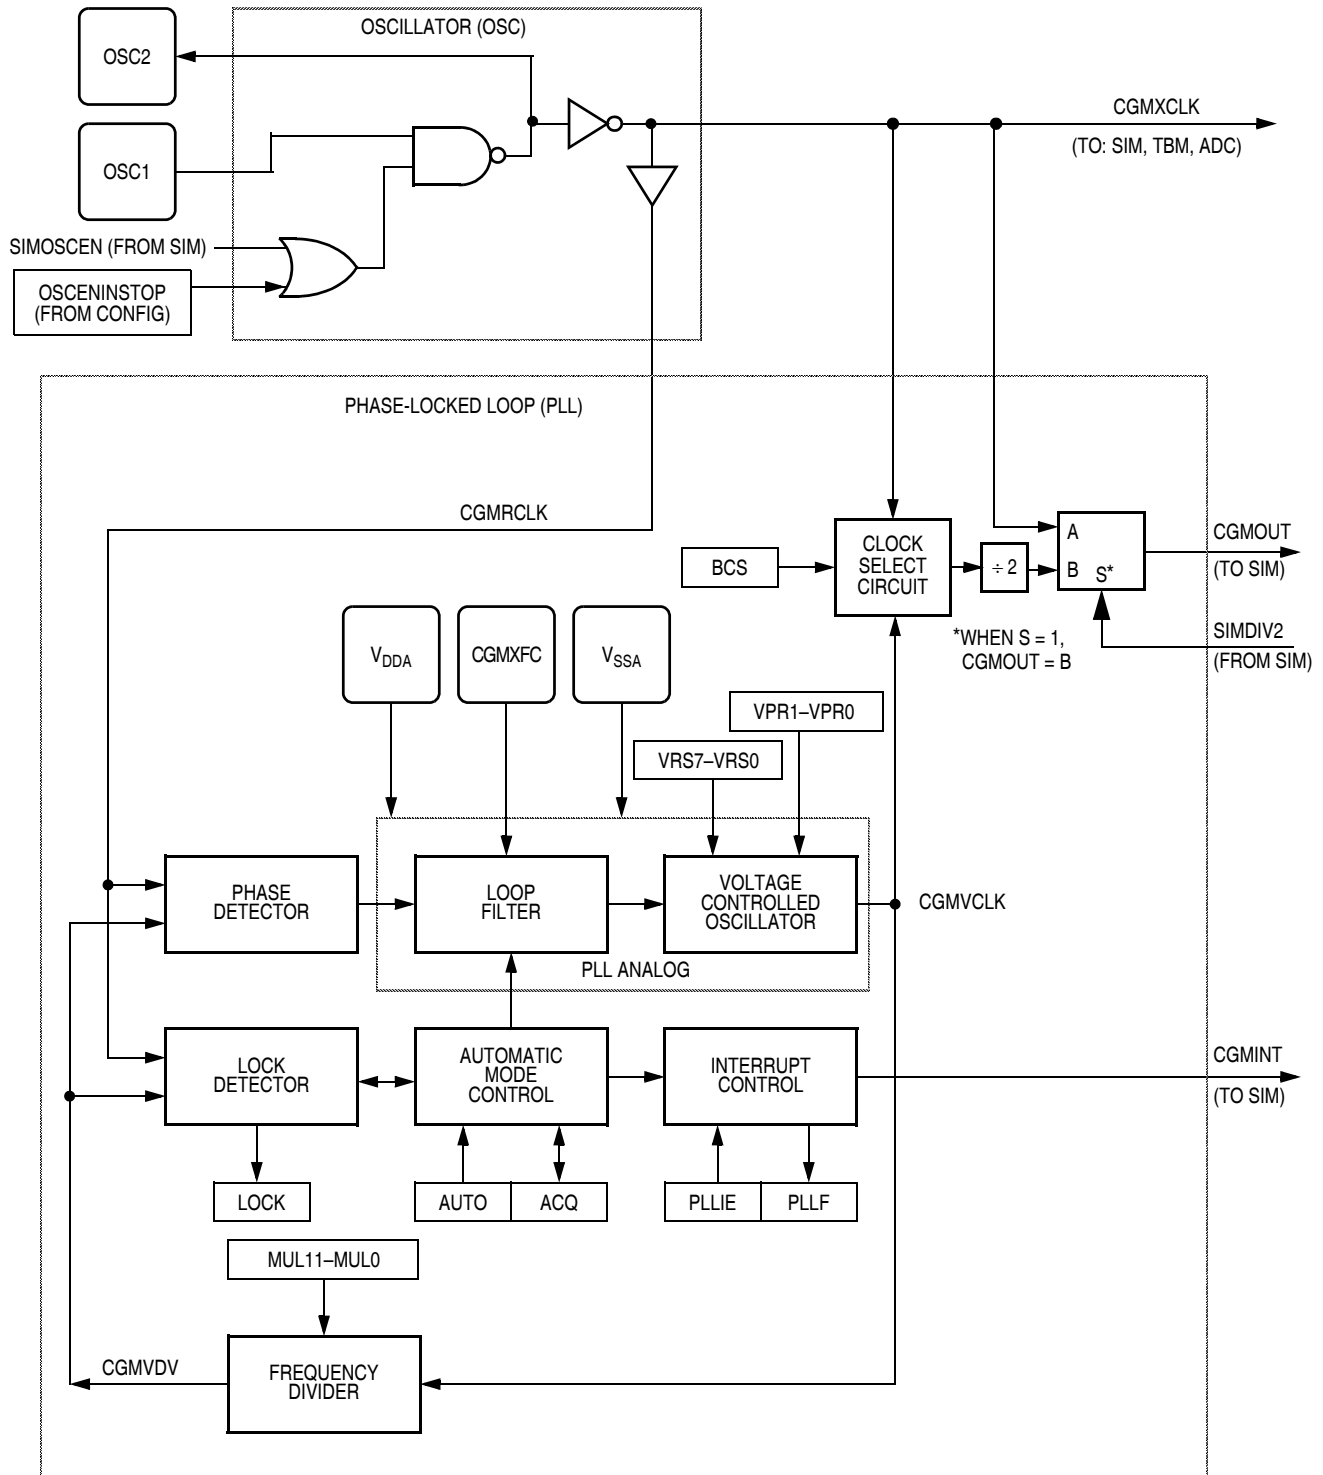 OSCILLATOR (OSC)
OSC2
CGMXCLK
(TO: SIM, TBM, ADC)
OSC1
SIMOSCEN (FROM SIM)
OSCENINSTOP
(FROM CONFIG)
PHASE-LOCKED LOOP (PLL)
CGMRCLK
BCS
CLOCK
SELECT
CIRCUIT
÷ 2
A
B
S*
CGMOUT
(TO SIM)
*WHEN S = 1,
CGMOUT = B
SIMDIV2
(FROM SIM)
VDDA
CGMXFC
VSSA
VPR1–VPR0
VRS7–VRS0
PHASE
DETECTOR
LOOP
FILTER
VOLTAGE
CONTROLLED
OSCILLATOR
CGMVCLK
PLL ANALOG
LOCK
DETECTOR
AUTOMATIC
MODE
CONTROL
INTERRUPT
CONTROL
CGMINT
(TO SIM)
LOCK
AUTO
ACQ
PLLIE
PLLF
MUL11–MUL0
CGMVDV
FREQUENCY
DIVIDER